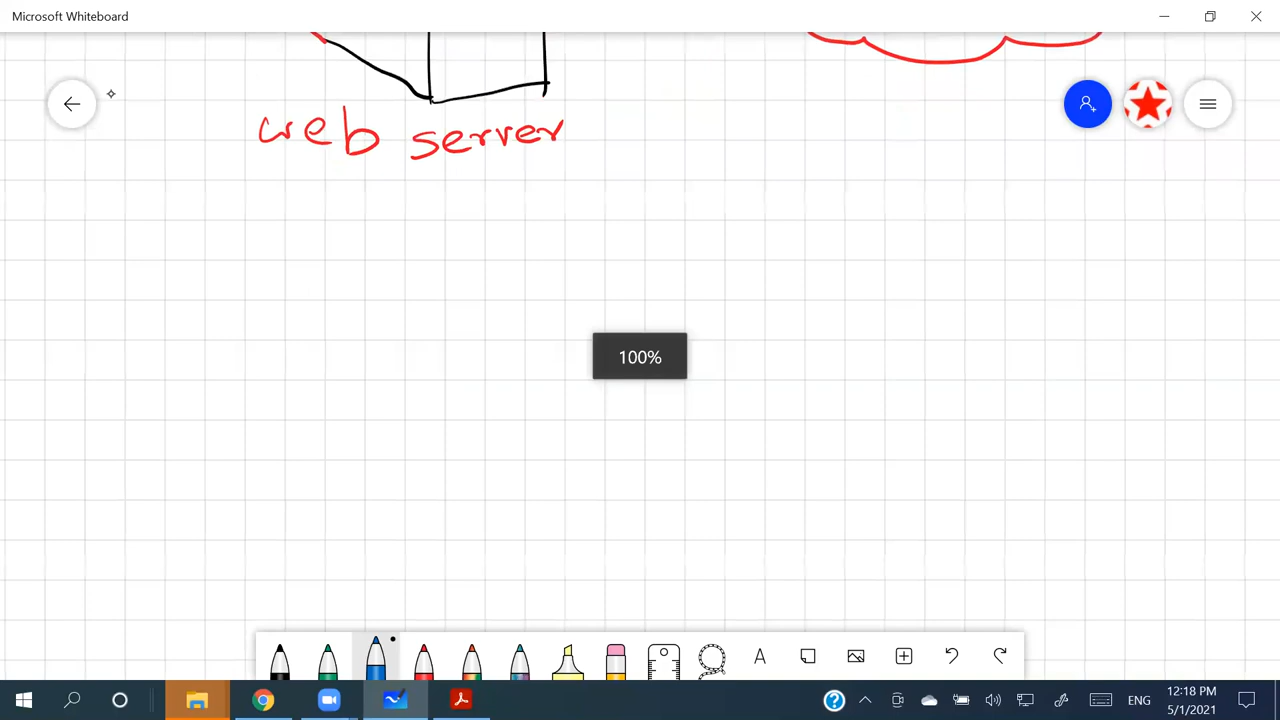 Microsoft Whiteboard
web server
100%
A
ENG
12:18 PM
5/1/2021